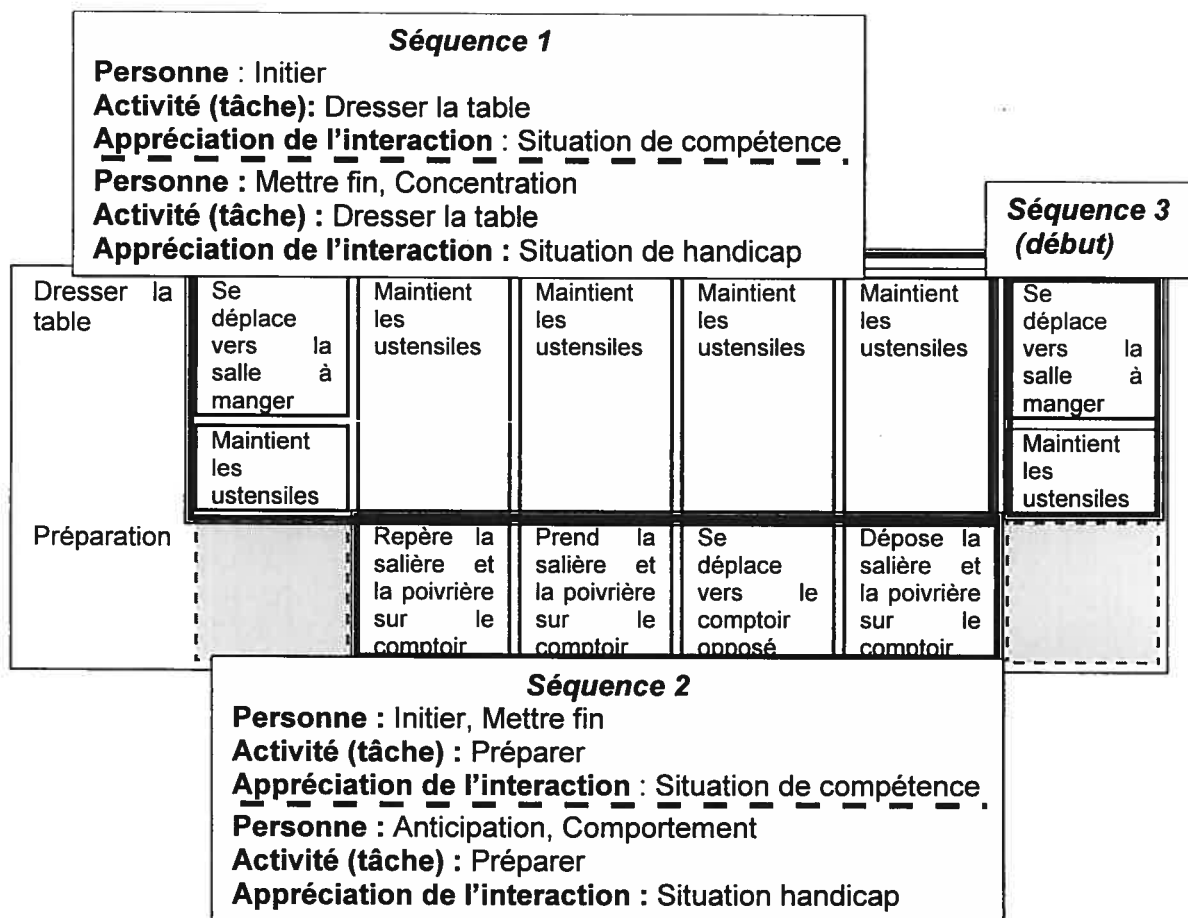 Séquence 1
Personne : Initier
Activité (tâche): Dresser la table
Appréciation de l'interaction : Situation de compétence
Personne : Mettre fin, Concentration
Activité (tâche) : Dresser la table
Appréciation de l'interaction : Situation de handicap
Séquence 3
(début)
Dresser la
table
Se
déplace
vers la
salle à
manger
Maintient
les
ustensiles
Maintient
les
ustensiles
Maintient
les
ustensiles
Maintient
les
ustensiles
Maintient
les
ustensiles
Se
déplace
vers la
salle à
manger
Maintient
les
ustensiles
Préparation
Repère la
salière et
la poivrière
sur le
comptoir
Prend la
salière et
la poivrière
sur le
comptoir
Se
déplace
vers le
comptoir
opposé
Dépose la
salière et
la poivrière
sur le
comptoir
Séquence 2
Personne : Initier, Mettre fin
Activité (tâche) : Préparer
Appréciation de l'interaction : Situation de compétence
Personne : Anticipation, Comportement
Activité (tâche) : Préparer
Appréciation de l'interaction : Situation handicap